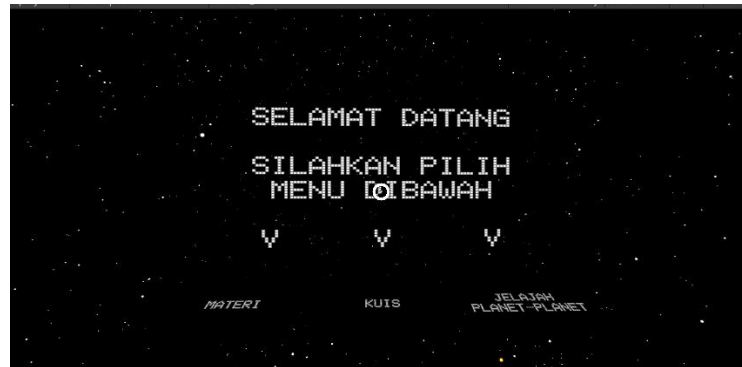 SELAMAT DATANG
SILAHKAN PILIH
MENU DIBAWAH
V V V
MATERI
KUIS
JELAJAH
PLANET-PLANET